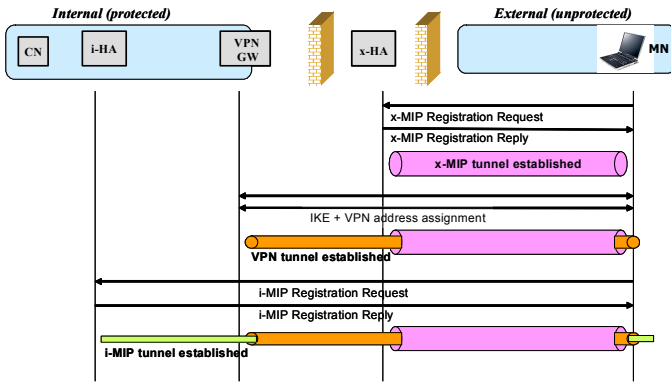 Internal (protected)
External (unprotected)
CN
i-HA
VPN
GW
x-HA
MN
x-MIP Registration Request
x-MIP Registration Reply
x-MIP tunnel established
IKE + VPN address assignment
VPN tunnel established
i-MIP Registration Request
i-MIP Registration Reply
i-MIP tunnel established